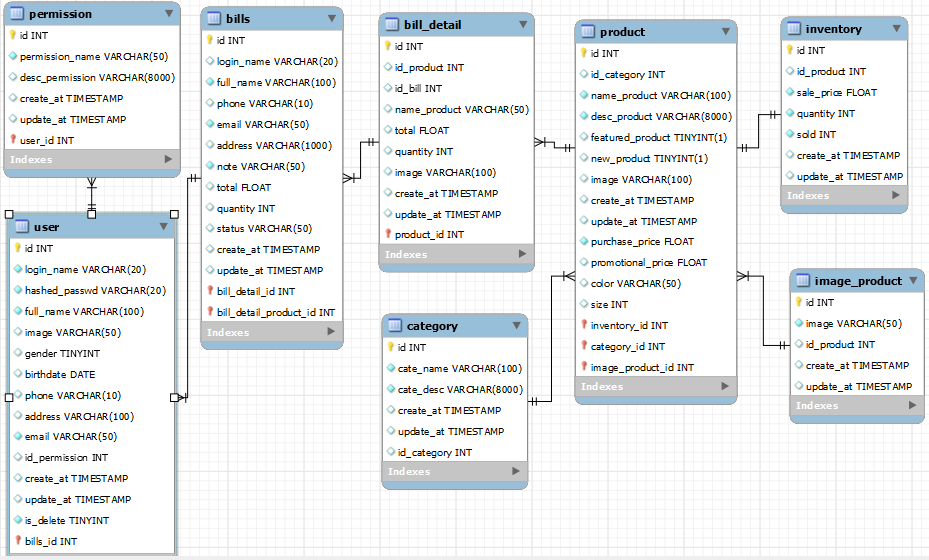 permission
id INT
permission_name VARCHAR(50)
desc_permission VARCHAR(8000)
create_at TIMESTAMP
update_at TIMESTAMP
user_id INT
Indexes
user
id INT
login_name VARCHAR(20)
hashed_passwd VARCHAR(20)
full_name VARCHAR(100)
image VARCHAR(50)
gender TINYINT
birthdate DATE
phone VARCHAR(10)
address VARCHAR(100)
email VARCHAR(50)
id_permission INT
create_at TIMESTAMP
update_at TIMESTAMP
is_delete TINYINT
bills_id INT
bills
id INT
login_name VARCHAR(20)
full_name VARCHAR(100)
phone VARCHAR(10)
email VARCHAR(50)
address VARCHAR(1000)
note VARCHAR(50)
total FLOAT
quantity INT
status VARCHAR(50)
create_at TIMESTAMP
update_at TIMESTAMP
bill_detail_id INT
bill_detail_product_id INT
Indexes
bill_detail
id INT
id_product INT
id_bill INT
name_product VARCHAR(50)
total FLOAT
quantity INT
image VARCHAR(100)
create_at TIMESTAMP
update_at TIMESTAMP
product_id INT
Indexes
category
id INT
cate_name VARCHAR(100)
cate_desc VARCHAR(8000)
create_at TIMESTAMP
update_at TIMESTAMP
id_category INT
Indexes
product
id INT
id_category INT
name_product VARCHAR(100)
desc_product VARCHAR(8000)
featured_product TINYINT(1)
new_product TINYINT(1)
image VARCHAR(100)
create_at TIMESTAMP
update_at TIMESTAMP
purchase_price FLOAT
promotional_price FLOAT
color VARCHAR(50)
size INT
inventory_id INT
category_id INT
image_product_id INT
Indexes
inventory
id INT
id_product INT
sale_price FLOAT
quantity INT
sold INT
create_at TIMESTAMP
update_at TIMESTAMP
Indexes
image_product
id INT
image VARCHAR(50)
id_product INT
create_at TIMESTAMP
update_at TIMESTAMP
Indexes